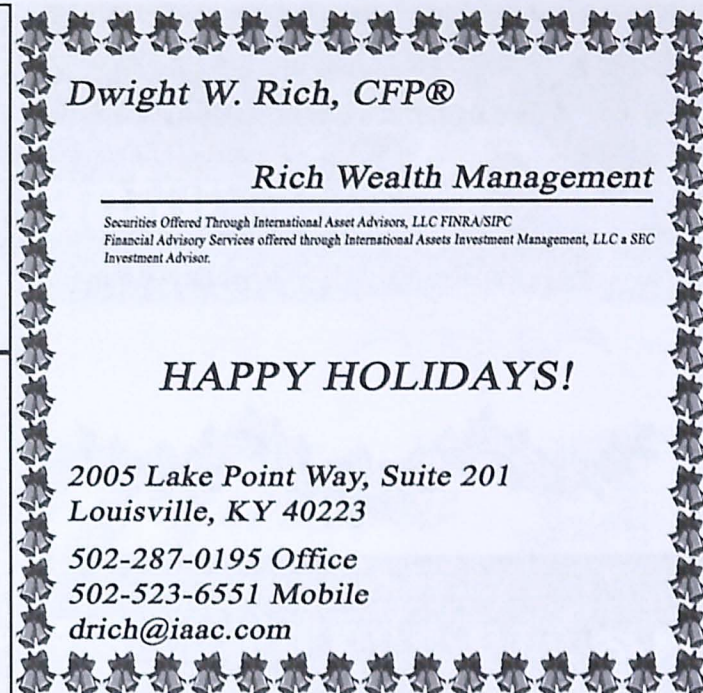 Dwight W. Rich, CFP®
Rich Wealth Management
Securities Offered Through International Asset Advisors, LLC FINRA/SIPC
Financial Advisory Services offered through International Assets Investment Management, LLC a SEC
Investment Advisor.
HAPPY HOLIDAYS!
2005 Lake Point Way, Suite 201
Louisville, KY 40223
502-287-0195 Office
502-523-6551 Mobile
drich@iaac.com